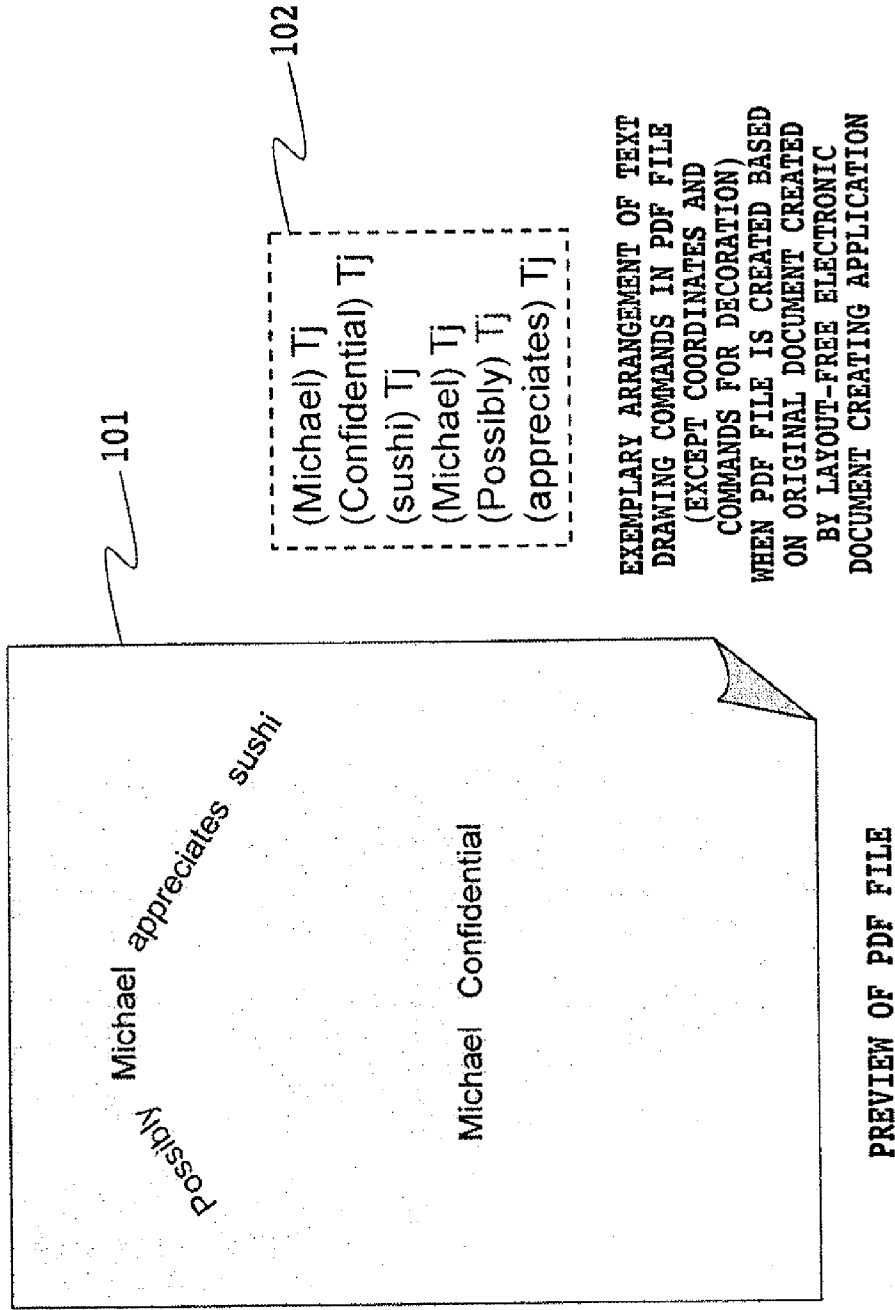 101
Possibly Michael appreciates sushi
Michael Confidential
PREVIEW OF PDF FILE
102
(Michael) Tj
(Confidential) Tj
(sushi) Tj
(Michael) Tj
(Possibly) Tj
(appreciates) Tj
EXEMPLARY ARRANGEMENT OF TEXT
DRAWING COMMANDS IN PDF FILE
(EXCEPT COORDINATES AND
COMMANDS FOR DECORATION)
WHEN PDF FILE IS CREATED BASED
ON ORIGINAL DOCUMENT CREATED
BY LAYOUT-FREE ELECTRONIC
DOCUMENT CREATING APPLICATION